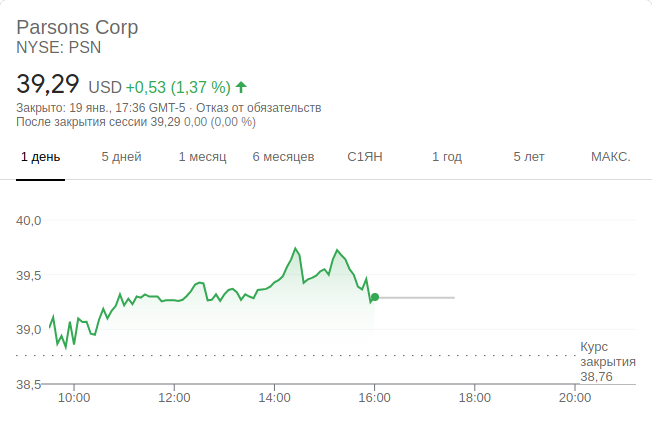 Parsons Corp
NYSE: PSN
39,29 USD +0,53 (1,37 %)
Закрыто: 19 янв., 17:36 GMT-5 · Отказ от обязательств
После закрытия сессии 39,29 0,00 (0,00 %)
1 день 5 дней 1 месяц 6 месяцев С1ЯН 1 год 5 лет МАКС.
40,0
39,5
39,0
Курс
закрытия
38,76
38,5
10:00 12:00 14:00 16:00 18:00 20:00